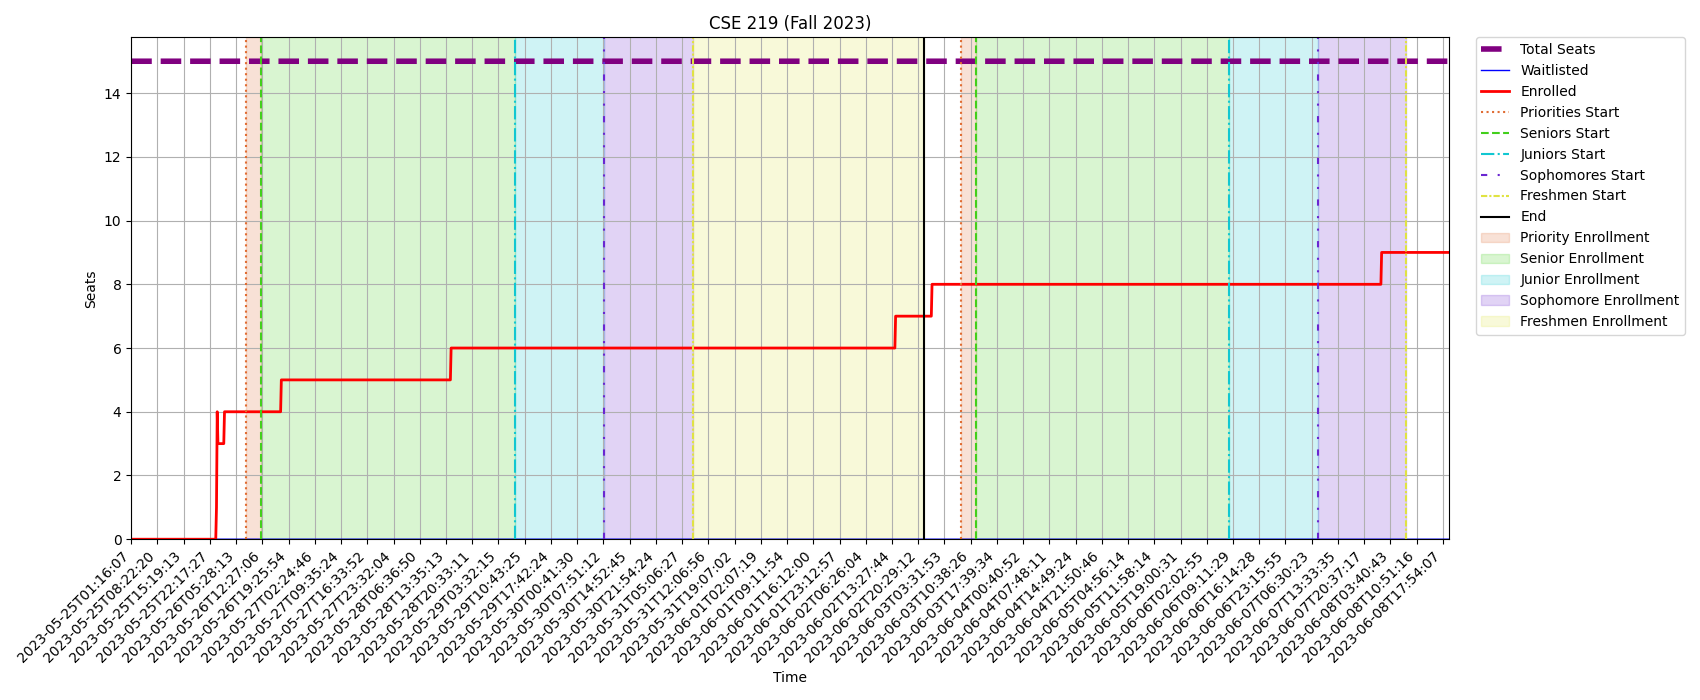 CSE 219 (Fall 2023)
Seats
14
12
10
8
6
4
2
0
2023-05-25T01:16:07
2023-05-25T08:22:20
2023-05-25T15:19:13
2023-05-25T22:17:27
2023-05-26T05:28:13
2023-05-26T12:27:06
2023-05-26T19:25:54
2023-05-27T02:24:46
2023-05-27T09:35:24
2023-05-27T16:33:52
2023-05-27T23:32:04
2023-05-28T06:36:50
2023-05-28T13:35:13
2023-05-28T20:33:11
2023-05-29T03:32:15
2023-05-29T10:43:25
2023-05-29T17:42:24
2023-05-30T00:41:30
2023-05-30T07:51:12
2023-05-30T14:52:45
2023-05-30T21:54:24
2023-05-31T05:06:27
2023-05-31T12:06:56
2023-05-31T19:07:02
2023-06-01T02:07:19
2023-06-01T09:11:54
2023-06-01T16:12:00
2023-06-01T23:12:57
2023-06-02T06:26:04
2023-06-02T13:27:44
2023-06-02T20:29:12
2023-06-03T03:31:53
2023-06-03T10:38:26
2023-06-03T17:39:34
2023-06-04T00:40:52
2023-06-04T07:48:11
2023-06-04T14:49:24
2023-06-04T21:50:46
2023-06-05T04:56:14
2023-06-05T11:58:14
2023-06-05T19:00:31
2023-06-06T02:02:55
2023-06-06T09:11:29
2023-06-06T16:14:28
2023-06-06T23:15:55
2023-06-07T06:30:23
2023-06-07T13:33:35
2023-06-07T20:37:17
2023-06-08T03:40:43
2023-06-08T10:51:16
2023-06-08T17:54:07
Time
Total Seats
Waitlisted
Enrolled
Priorities Start
Seniors Start
Juniors Start
Sophomores Start
Freshmen Start
End
Priority Enrollment
Senior Enrollment
Junior Enrollment
Sophomore Enrollment
Freshmen Enrollment